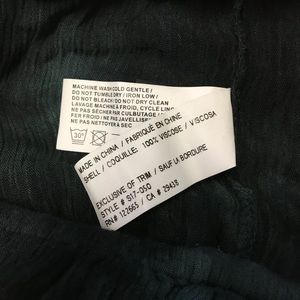 MACHINE WASH COLD GENTLE /
DO NOT TUMBLE DRY / IRON LOW /
DO NOT BLEACH / DO NOT DRY CLEAN
LAVAGE MACHINE À FROID, CYCLE
NE PAS SÉCHER PAR CULBUTAGE /
FER FROID / NE PAS JAVELLISER
NE PAS NETTOYER À SEC
30°
MADE IN CHINA / FABRIQUÉ EN CHINE
SHELL / COQUILLE: 100% VISCOSE / VISCOSA
EXCLUSIVE OF TRIM / SAUF LA BORDURE
STYLE # S17-050
RN# 122663 / CA # 29438